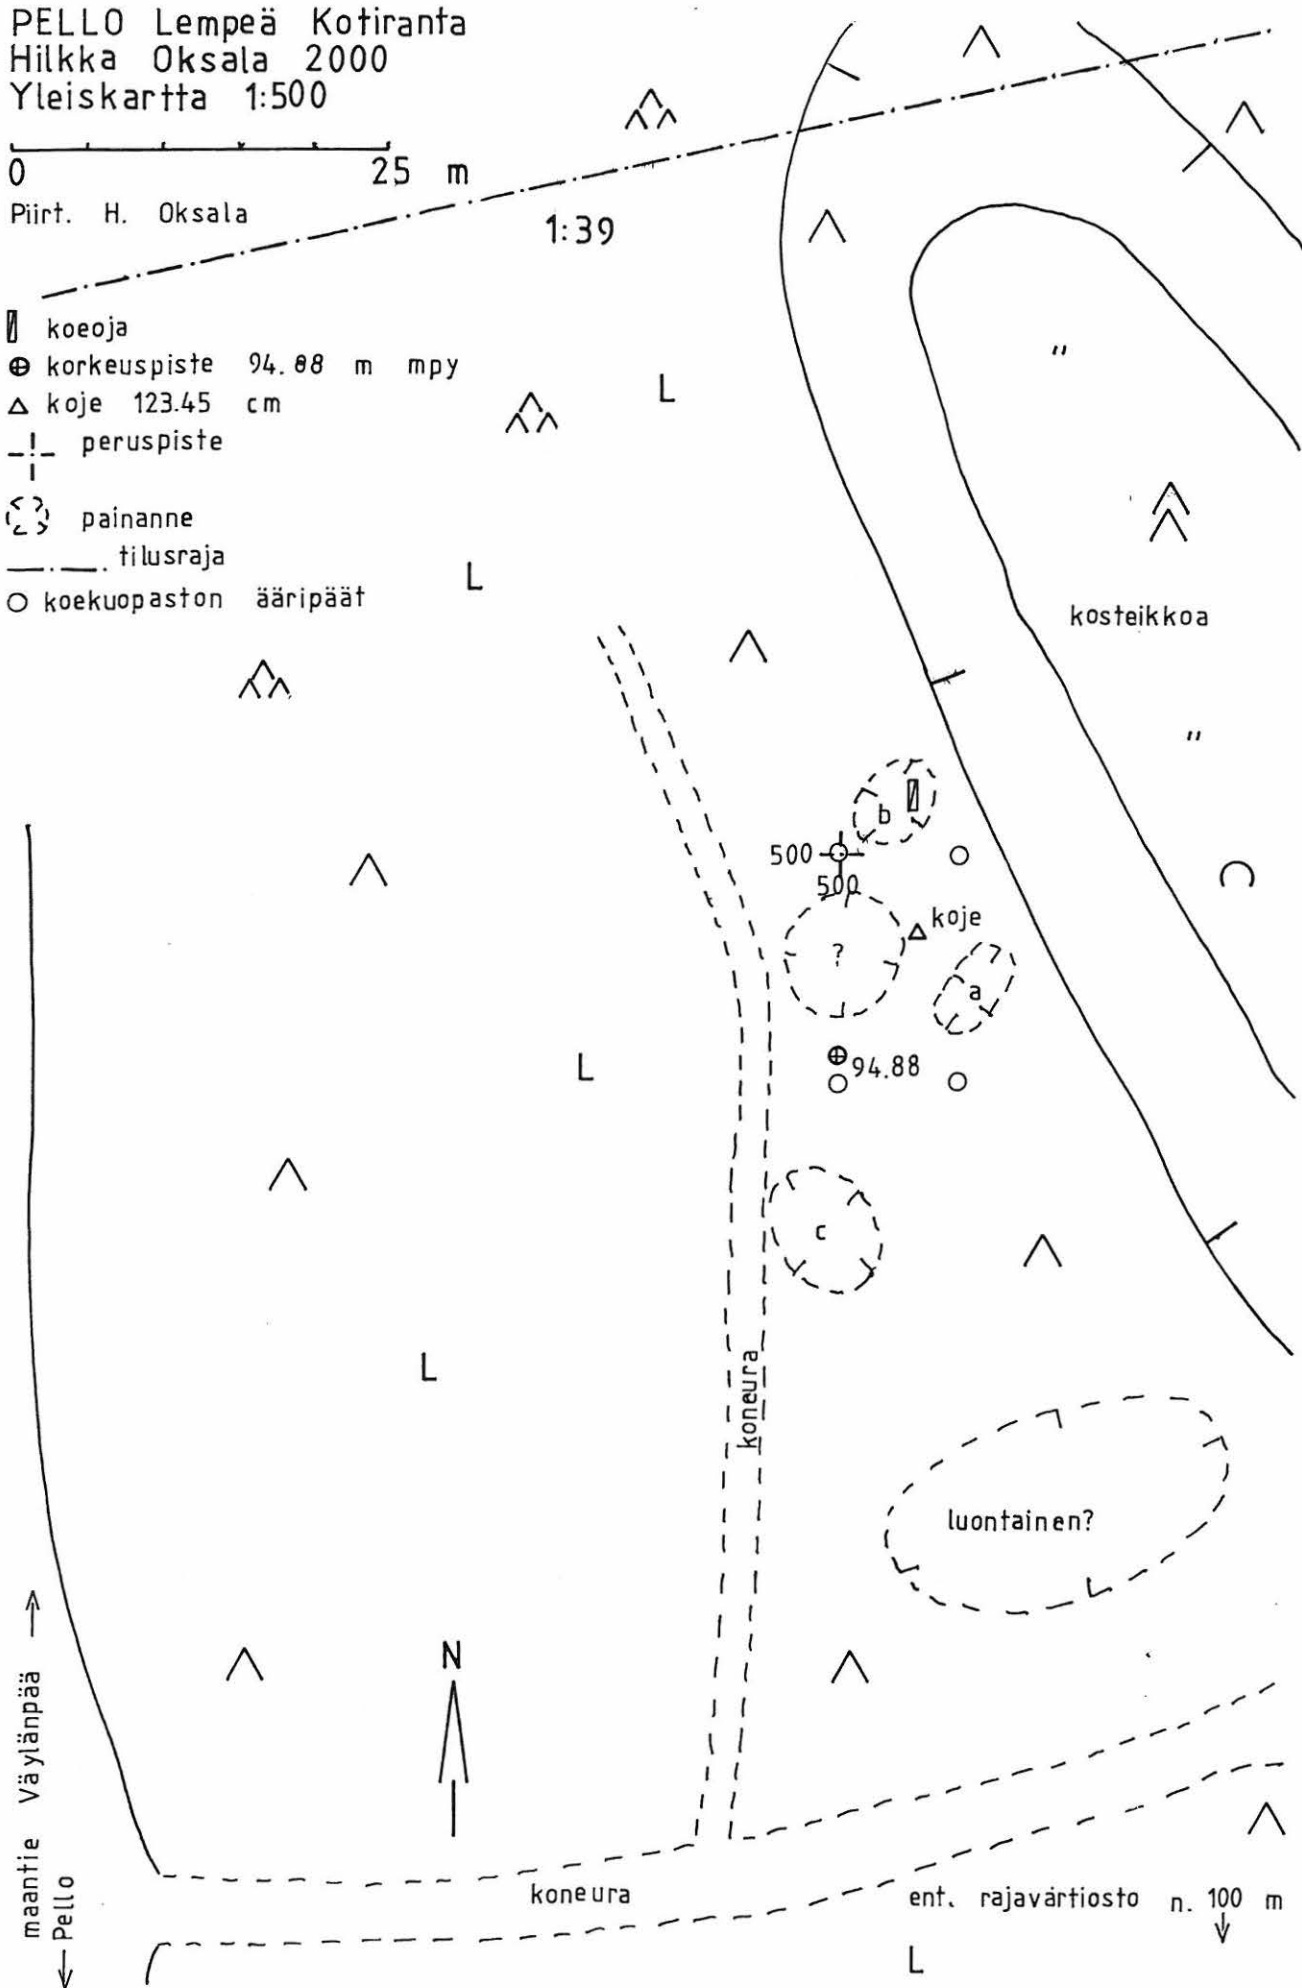 PELLO Lempeä Kotiranta
Hilkka Oksala 2000
Yleiskartta 1:500
0 25 m
Piirt. H. Oksala
1:39
koeoja
korkeuspiste 94.88 m mpy
koje 123.45 cm
peruspiste
painanne
tilusraja
koekuopaston ääripäät
L
L
kosteikkoa
b
500
500
koje
?
a
94.88
L
c
L
koneura
luontainen?
N
maantie Väylänpää
Pello
koneura
ent. rajavartiosto n. 100 m
L